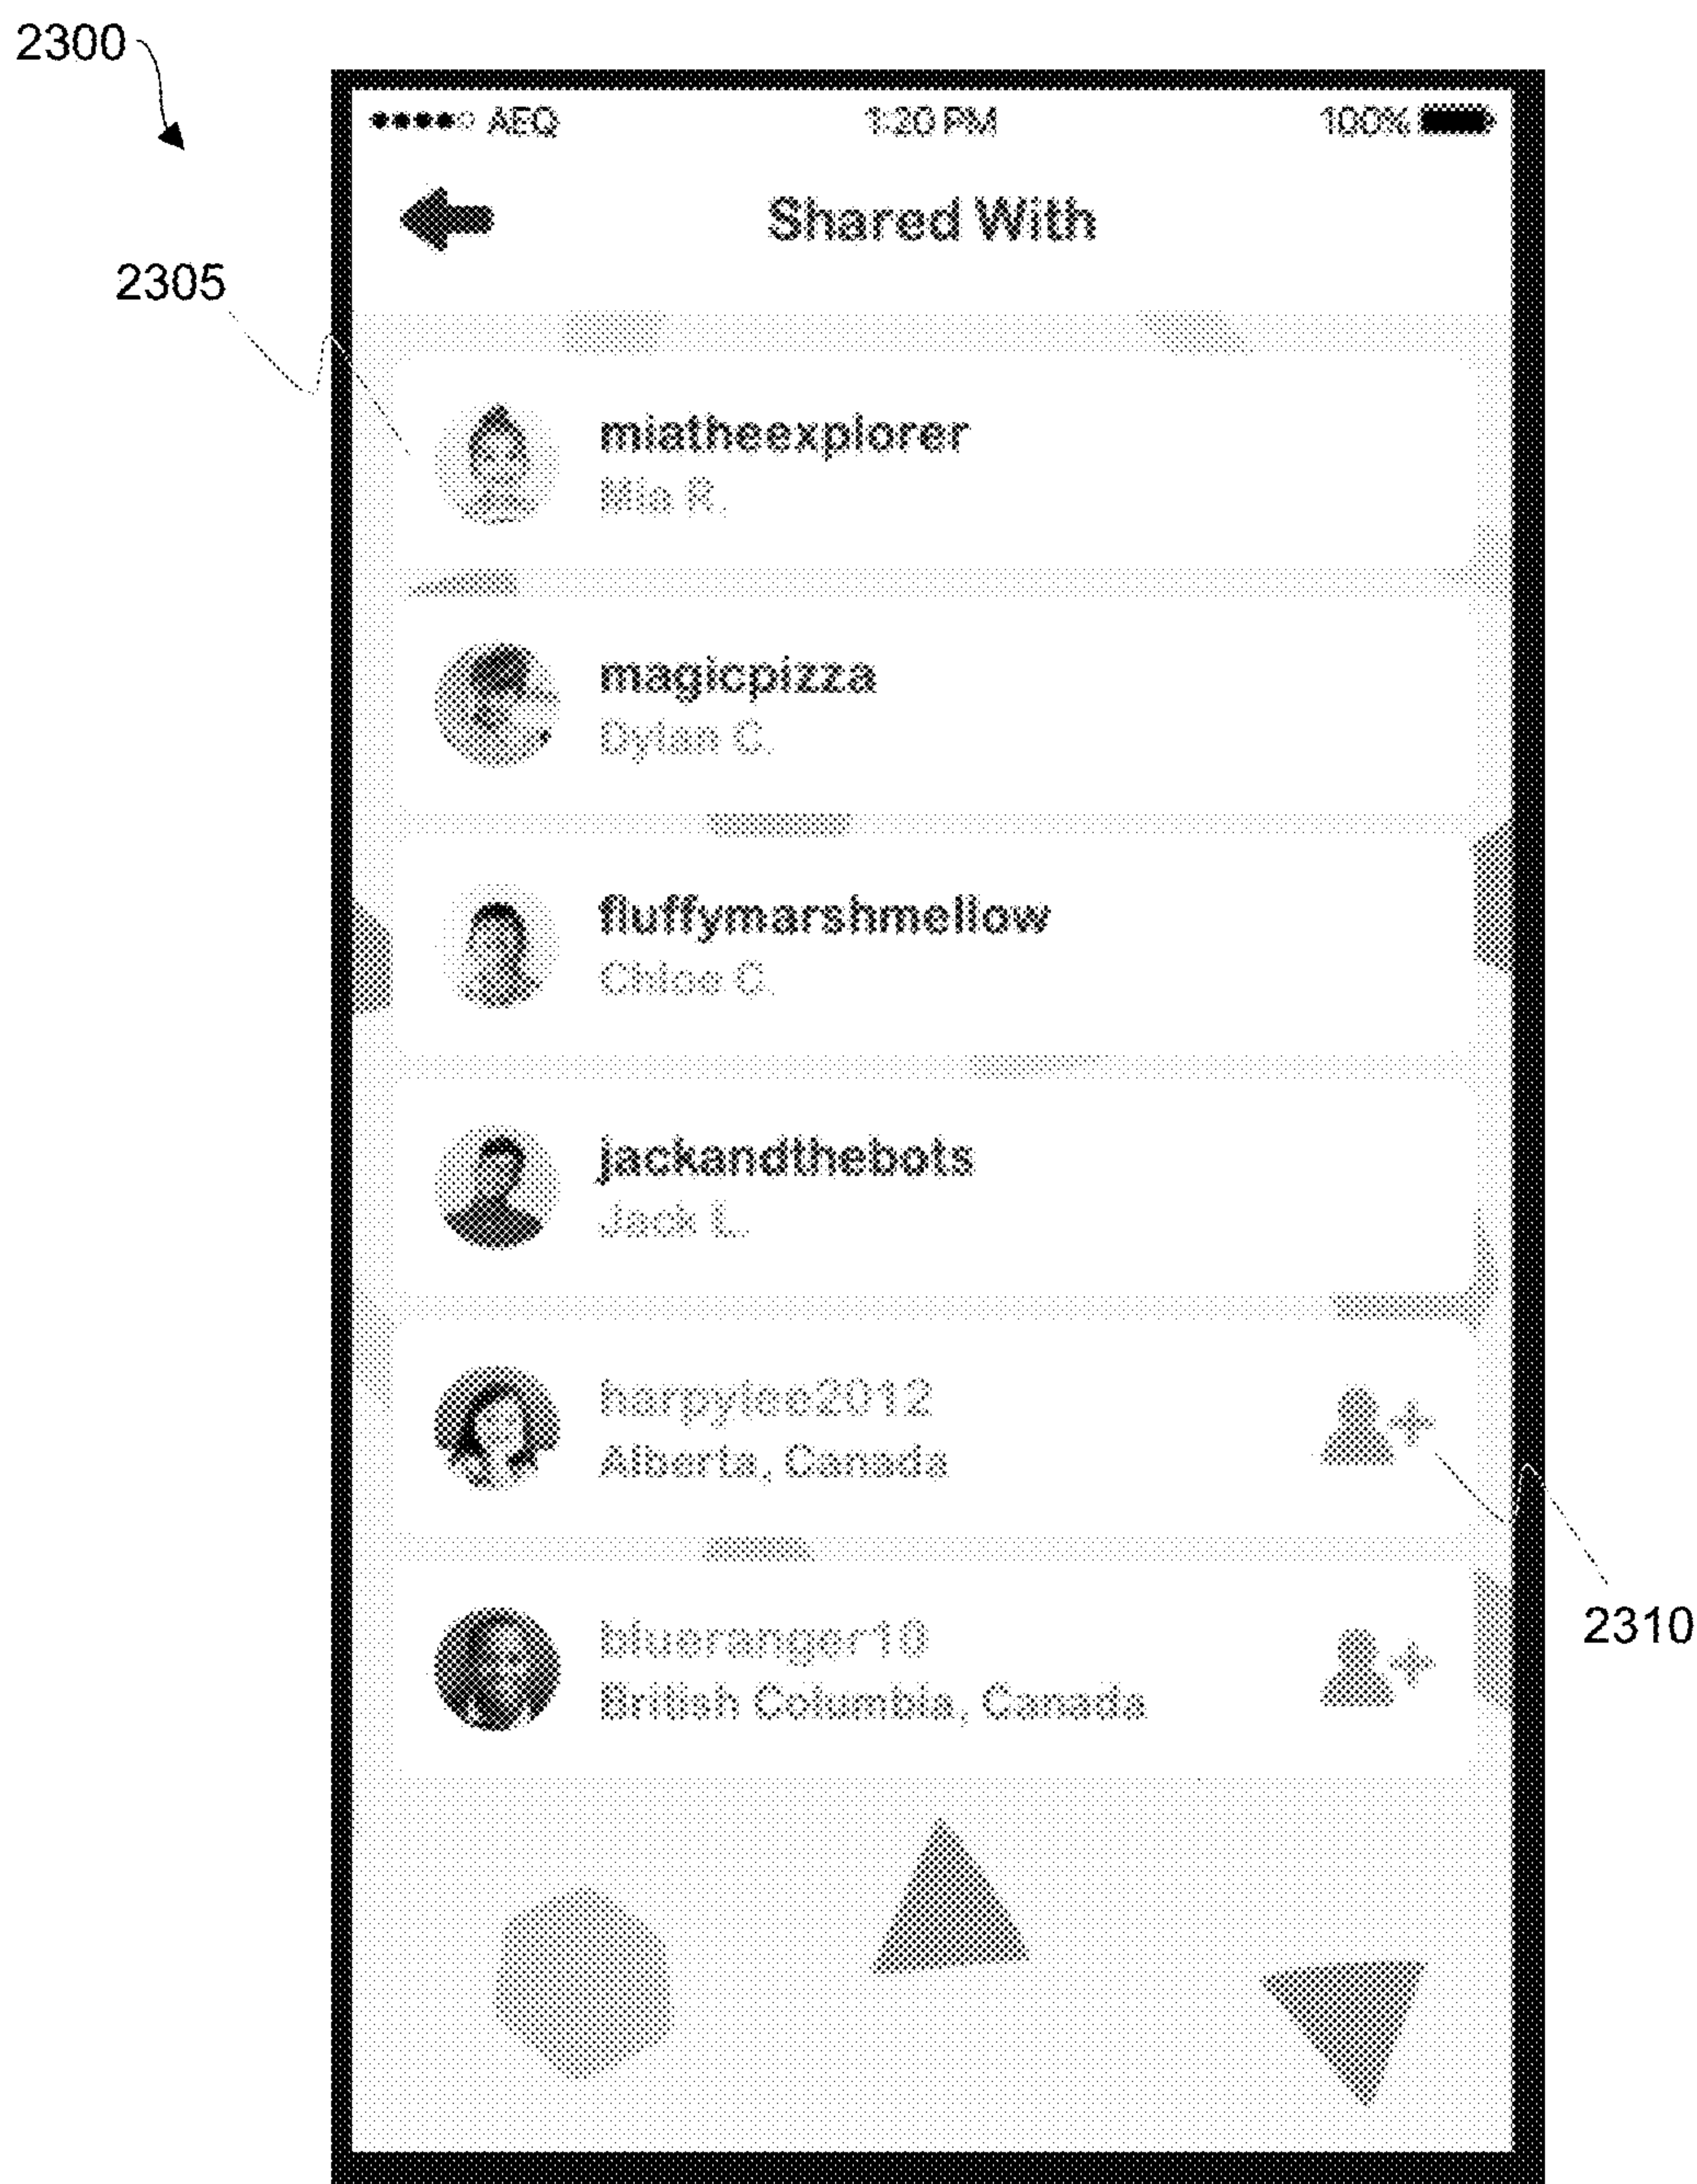 2300
AEQ 1:20 PM 100%
Shared With
2305
miatheexplorer
Mia R.
magicpizza
Dylan C.
fluffymarshmellow
Chloe C.
jackandthebots
Jack L.
harpylee2012
Alberta, Canada
blueranger10
British Columbia, Canada
2310